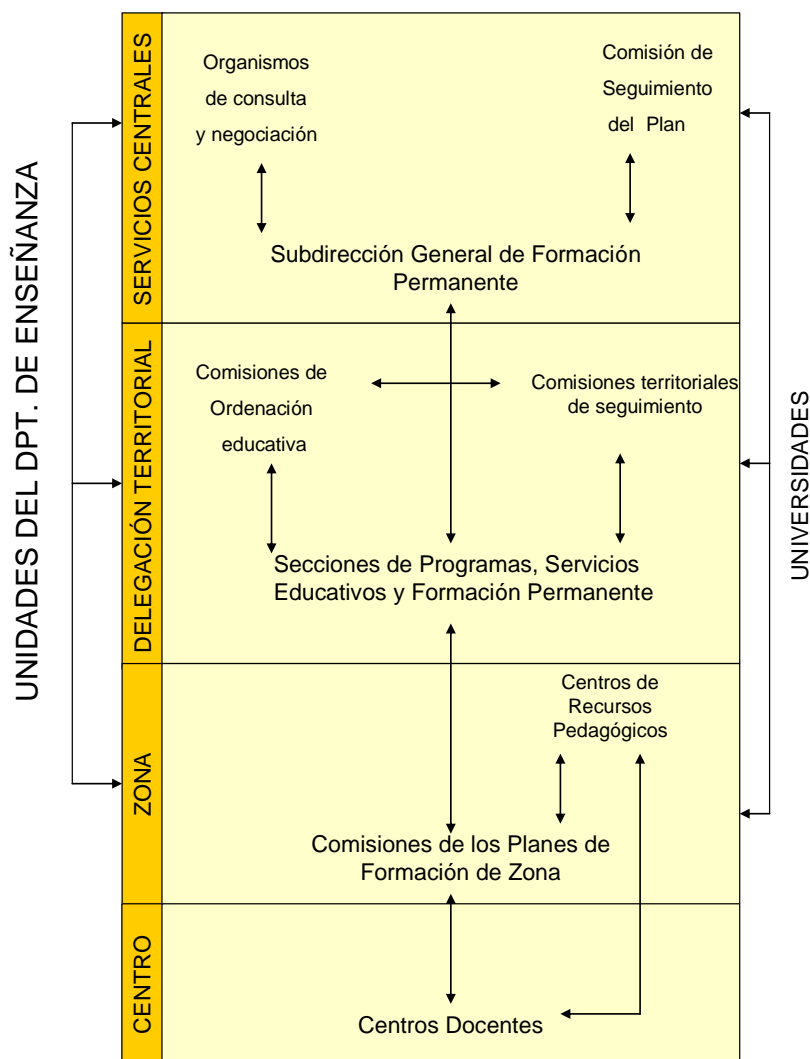 UNIDADES DEL DPT. DE ENSEÑANZA
SERVICIOS CENTRALES
Organismos
de consulta
y negociación
Comisión de
Seguimiento
del Plan
Subdirección General de Formación
Permanente
DELEGACIÓN TERRITORIAL
Comisiones de
Ordenación
educativa
Comisiones territoriales
de seguimiento
Secciones de Programas, Servicios
Educativos y Formación Permanente
ZONA
Centros de
Recursos
Pedagógicos
Comisiones de los Planes de
Formación de Zona
CENTRO
Centros Docentes
UNIVERSIDADES